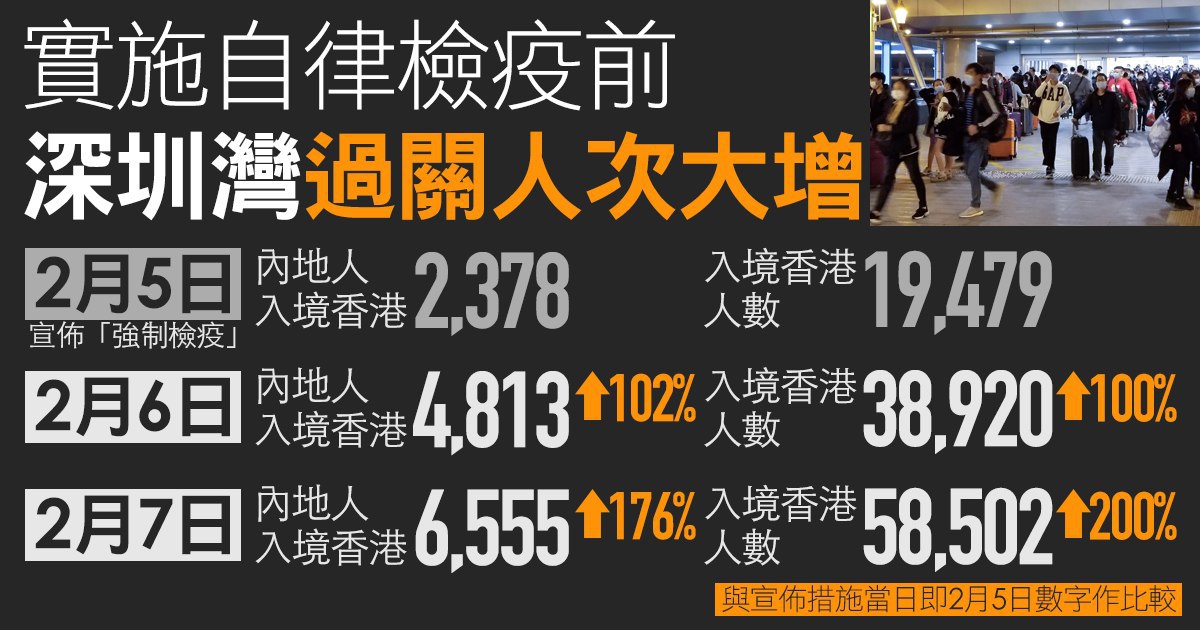 實施自律檢疫前
深圳灣過關人次大增
2月5日
宣佈「強制檢疫」
內地人
入境香港 2,378
入境香港
人數 19,479
2月6日
內地人
入境香港 4,813 102%
入境香港
人數 38,920 100%
2月7日
內地人
入境香港 6,555 176%
入境香港
人數 58,502 200%
與宣佈措施當日即2月5日數字作比較
GAP